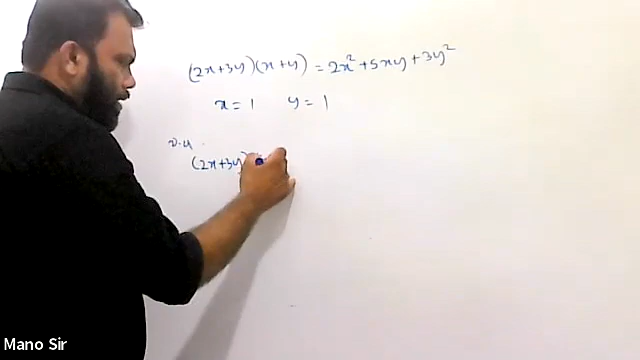 (2x+3y)(x+y) = 2x²+5xy+3y²
x = 1 y = 1
(2x+3y)
Mano Sir